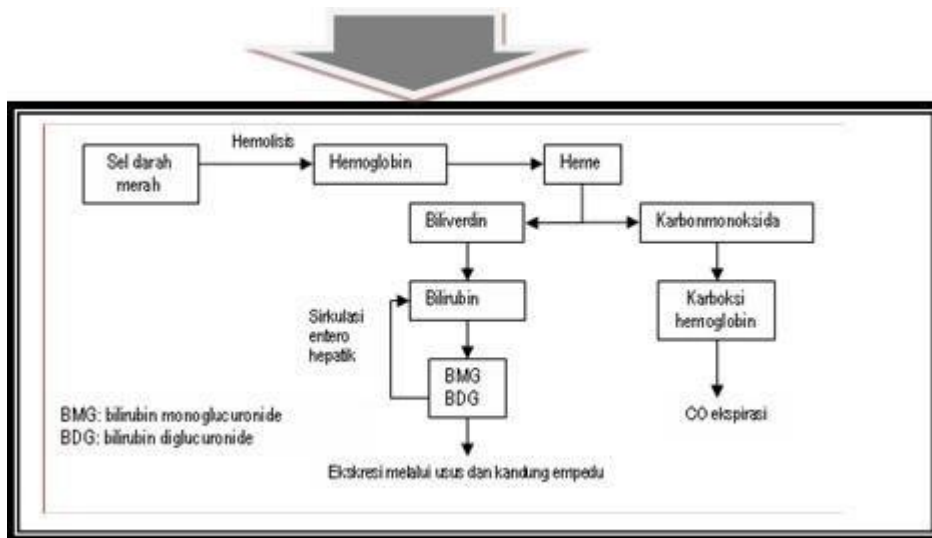 Hemolisis
Sel darah
merah
Hemoglobin
Heme
Biliverdin
Karbonmonoksida
Bilirubin
Karboksi
hemoglobin
Sirkulasi
entero
hepatik
BMG
BDG
CO ekspirasi
BMG: bilirubin monoglucuronide
BDG: bilirubin diglucuronide
Ekskresi melalui usus dan kandung empedu